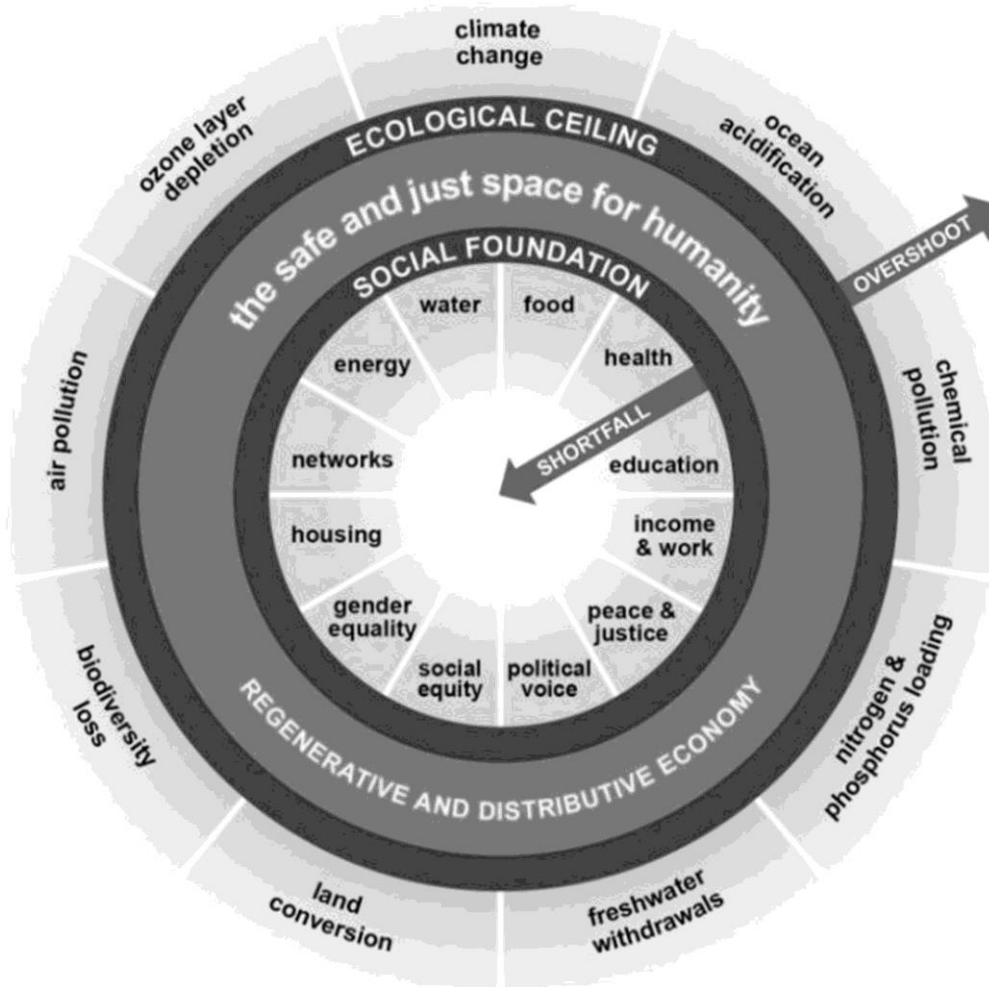 climate
change
ocean
acidification
OVERSHOOT
chemical
pollution
nitrogen &
phosphorus loading
freshwater
withdrawals
land
conversion
biodiversity
loss
air pollution
ozone layer
depletion
ECOLOGICAL CEILING
the safe and just space for humanity
SOCIAL FOUNDATION
water
food
health
SHORTFALL
education
income
& work
peace &
justice
political
voice
social
equity
gender
equality
housing
networks
energy
REGENERATIVE AND DISTRIBUTIVE ECONOMY